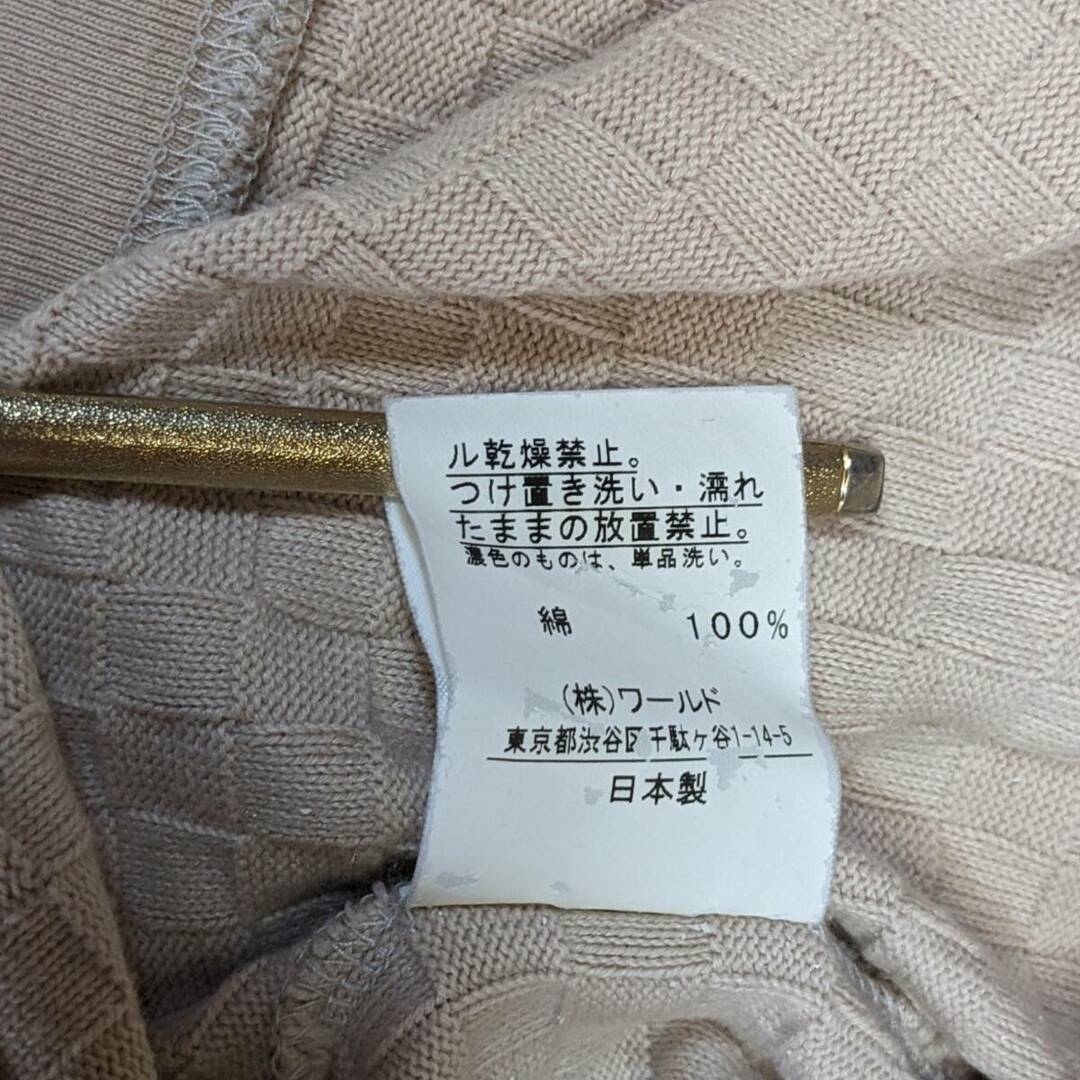 ル乾燥禁止。
つけ置き洗い・濡れ
たままの放置禁止。
濃色のものは、単品洗い。
綿 100%
(株)ワールド
東京都渋谷区千駄ヶ谷1-14-5
日本製